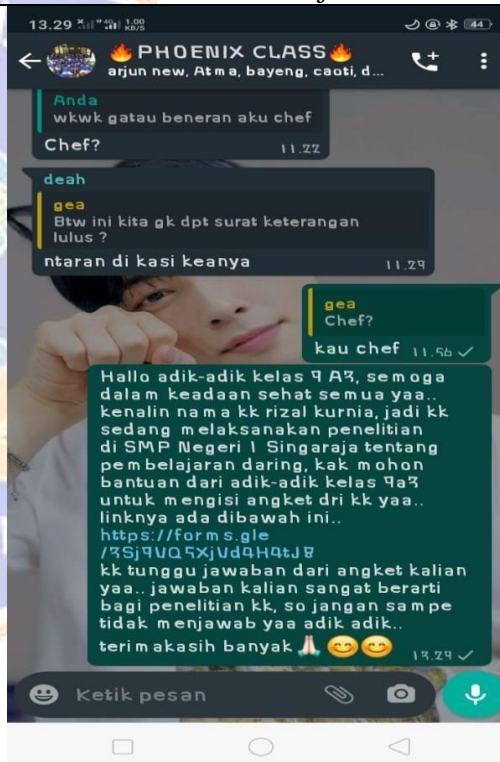 13.29
1.00
KB/S
44
🔥PHOENIX CLASS🔥
arjun new, Atma, bayeng, caoti, d...
Anda
wkwk gatau beneran aku chef
Chef?
11.22
deah
gea
Btw ini kita gk dpt surat keterangan
lulus ?
ntaran di kasi keanya
11.29
gea
Chef?
kau chef
11.56
Hallo adik-adik kelas 9 A3, semoga
dalam keadaan sehat semua yaa..
kenalin nama kk rizal kurnia, jadi kk
sedang melaksanakan penelitian
di SMP Negeri 1 Singaraja tentang
pembelajaran daring, kak mohon
bantuan dari adik-adik kelas 9a3
untuk mengisi angket dri kk yaa..
linknya ada dibawah ini..
https://forms.gle
/3Sj9VQ5XjVd4H4tJ8
kk tunggu jawaban dari angket kalian
yaa.. jawaban kalian sangat berarti
bagi penelitian kk, so jangan sampe
tidak menjawab yaa adik adik..
terimakasih banyak 🙏🏻 😊😊
13.29
Ketik pesan